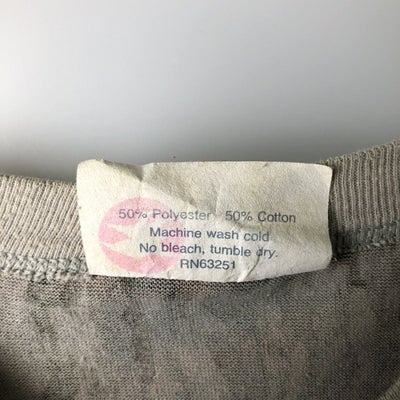 50% Polyester 50% Cotton
Machine wash cold
No bleach, tumble dry.
RN63251